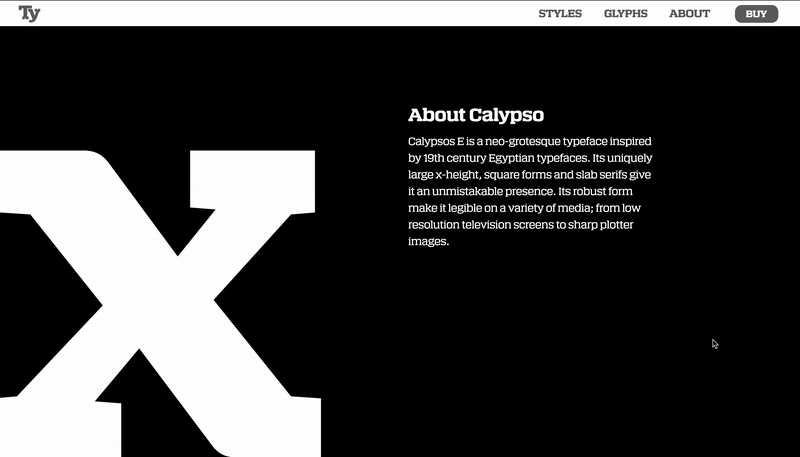 Ty
STYLES
GLYPHS
ABOUT
BUY
About Calypso
Calypsos E is a neo-grotesque typeface inspired
by 19th century Egyptian typefaces. Its uniquely
large x-height, square forms and slab serifs give
it an unmistakable presence. Its robust form
make it legible on a variety of media; from low
resolution television screens to sharp plotter
images.
x